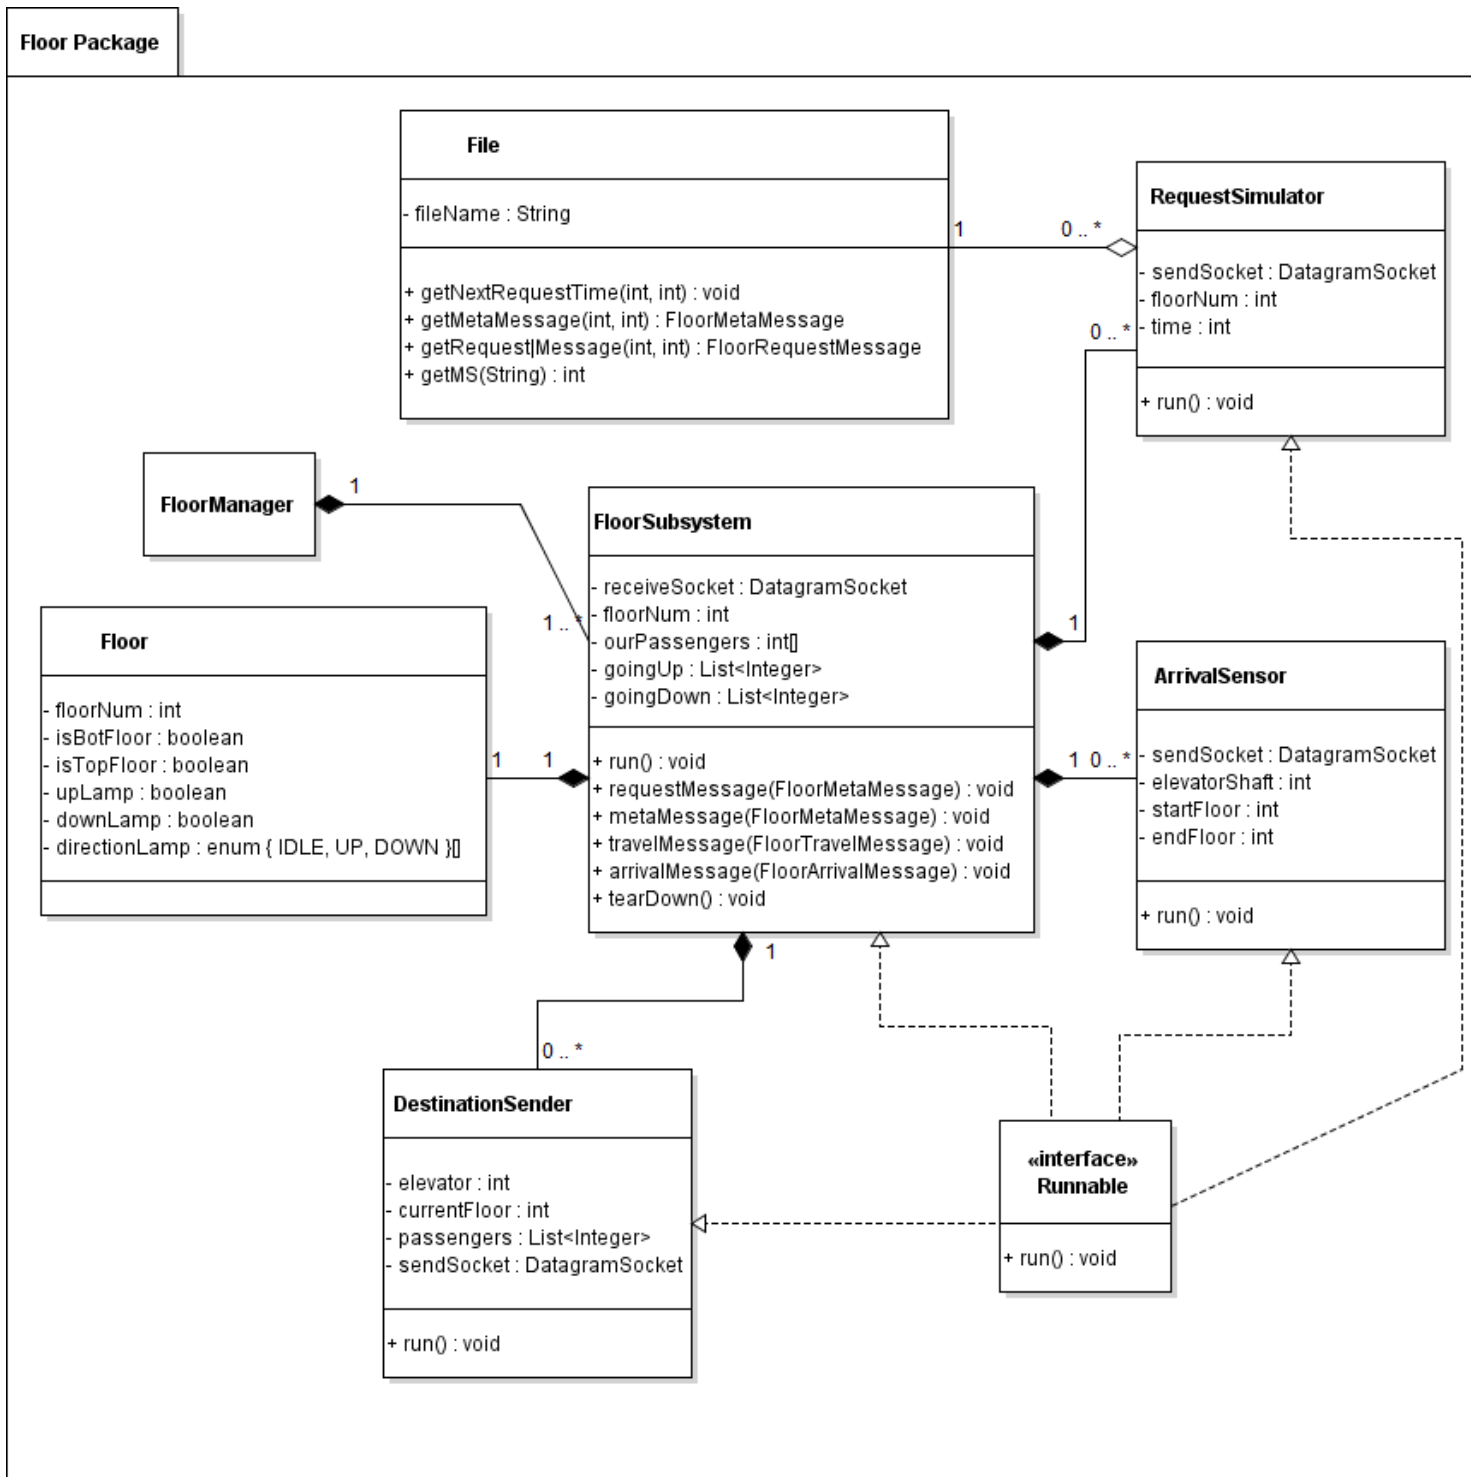 Floor Package
File
- fileName : String
+ getNextRequestTime(int, int) : void
+ getMetaMessage(int, int) : FloorMetaMessage
+ getRequest|Message(int, int) : FloorRequestMessage
+ getMS(String) : int
1
0 .. *
RequestSimulator
- sendSocket : DatagramSocket
- floorNum : int
- time : int
+ run() : void
0 .. *
FloorManager
1
1 .. *
FloorSubsystem
- receiveSocket : DatagramSocket
- floorNum : int
- ourPassengers : int[]
- goingUp : List<Integer>
- goingDown : List<Integer>
+ run() : void
+ requestMessage(FloorMetaMessage) : void
+ metaMessage(FloorMetaMessage) : void
+ travelMessage(FloorTravelMessage) : void
+ arrivalMessage(FloorArrivalMessage) : void
+ tearDown() : void
1
Floor
- floorNum : int
- isBotFloor : boolean
- isTopFloor : boolean
- upLamp : boolean
- downLamp : boolean
- directionLamp : enum { IDLE, UP, DOWN }[]
1
1
1
0 .. *
ArrivalSensor
- sendSocket : DatagramSocket
- elevatorShaft : int
- startFloor : int
- endFloor : int
+ run() : void
1
0 .. *
DestinationSender
- elevator : int
- currentFloor : int
- passengers : List<Integer>
- sendSocket : DatagramSocket
+ run() : void
«interface»
Runnable
+ run() : void